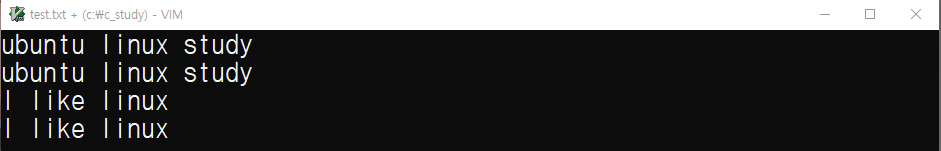 test.txt + (c:₩c_study) - VIM
ubuntu linux study
ubuntu linux study
I like linux
I like linux